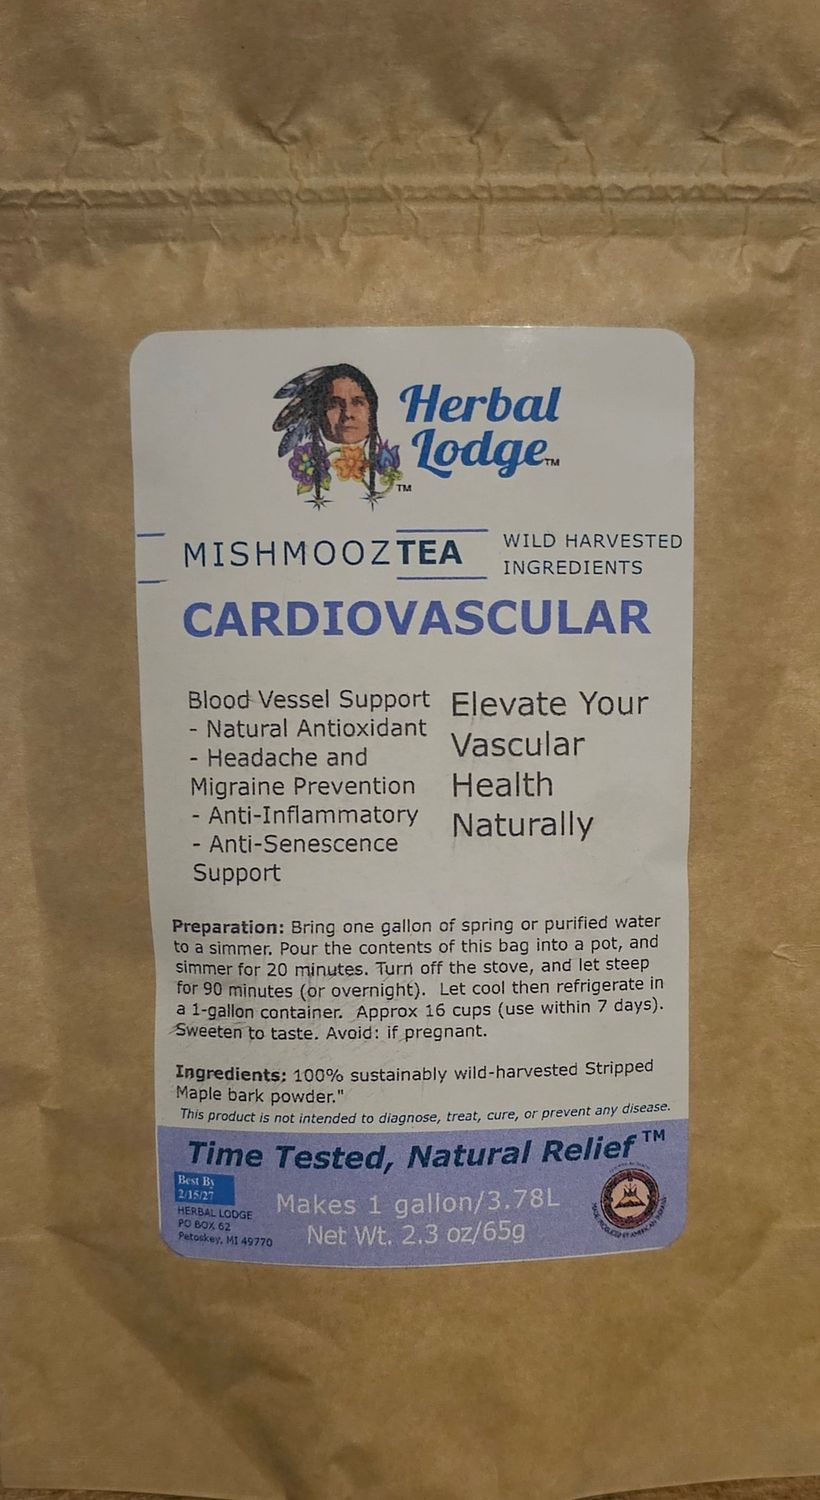 Herbal
Lodge™
™
MISHMOOZTEA
WILD HARVESTED
INGREDIENTS
CARDIOVASCULAR
Blood Vessel Support
- Natural Antioxidant
- Headache and
Migraine Prevention
- Anti-Inflammatory
- Anti-Senescence
Support
Elevate Your
Vascular
Health
Naturally
Preparation: Bring one gallon of spring or purified water
to a simmer. Pour the contents of this bag into a pot, and
simmer for 20 minutes. Turn off the stove, and let steep
for 90 minutes (or overnight). Let cool then refrigerate in
a 1-gallon container. Approx 16 cups (use within 7 days).
Sweeten to taste. Avoid: if pregnant.
Ingredients: 100% sustainably wild-harvested Stripped
Maple bark powder."
This product is not intended to diagnose, treat, cure, or prevent any disease.
Time Tested, Natural Relief™
Best By
2/15/27
HERBAL LODGE
PO BOX 62
Petoskey, MI 49770
Makes 1 gallon/3.78L
Net Wt. 2.3 oz/65g